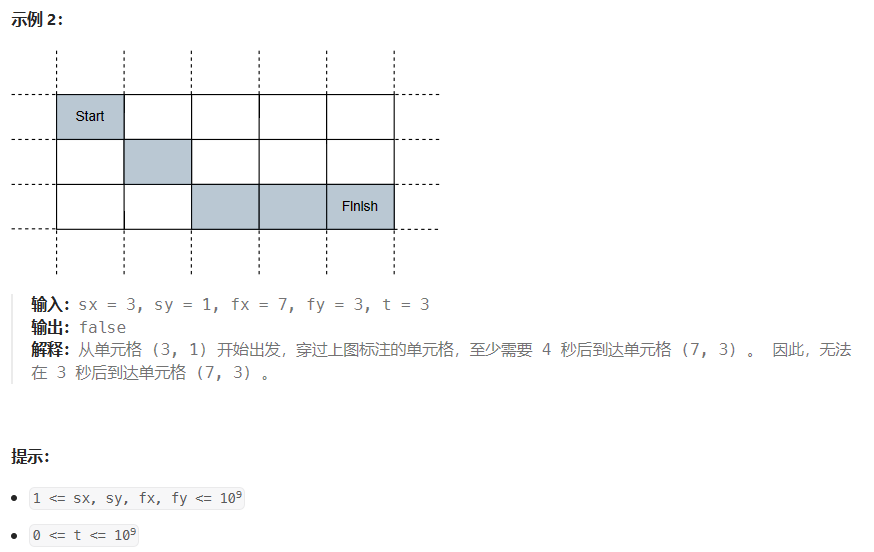 示例 2：
Start
Finish
输入：sx = 3, sy = 1, fx = 7, fy = 3, t = 3
输出：false
解释：从单元格 (3, 1) 开始出发，穿过上图标注的单元格，至少需要 4 秒后到达单元格 (7, 3) 。 因此，无法
在 3 秒后到达单元格 (7, 3) 。
提示：
• 1 <= sx, sy, fx, fy <= 10⁹
• 0 <= t <= 10⁹